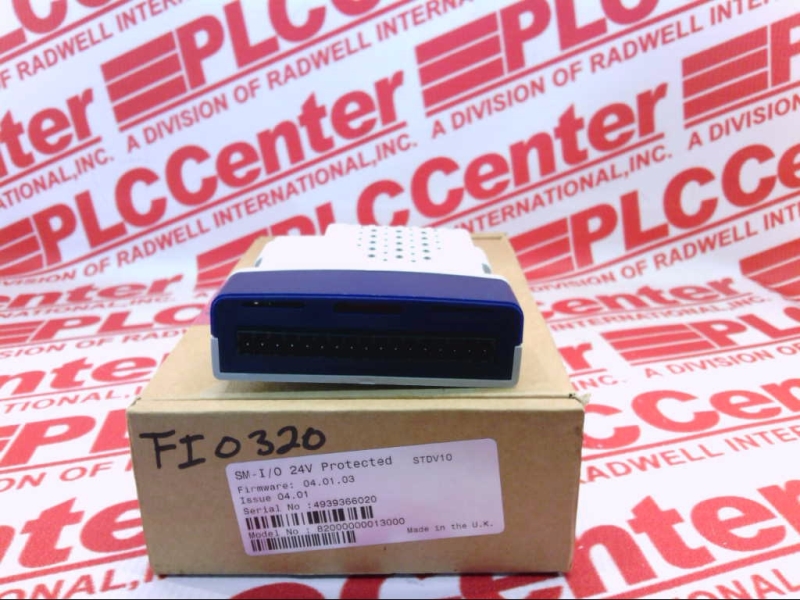 PLCCenter
A DIVISION OF RADWELL INTERNATIONAL, INC.
FI0320
SM-I/O 24V Protected STDV10
Firmware: 04.01.03
Issue 04.01
Serial No :4939366020
Model No : 82000000013000
Made in the U.K.